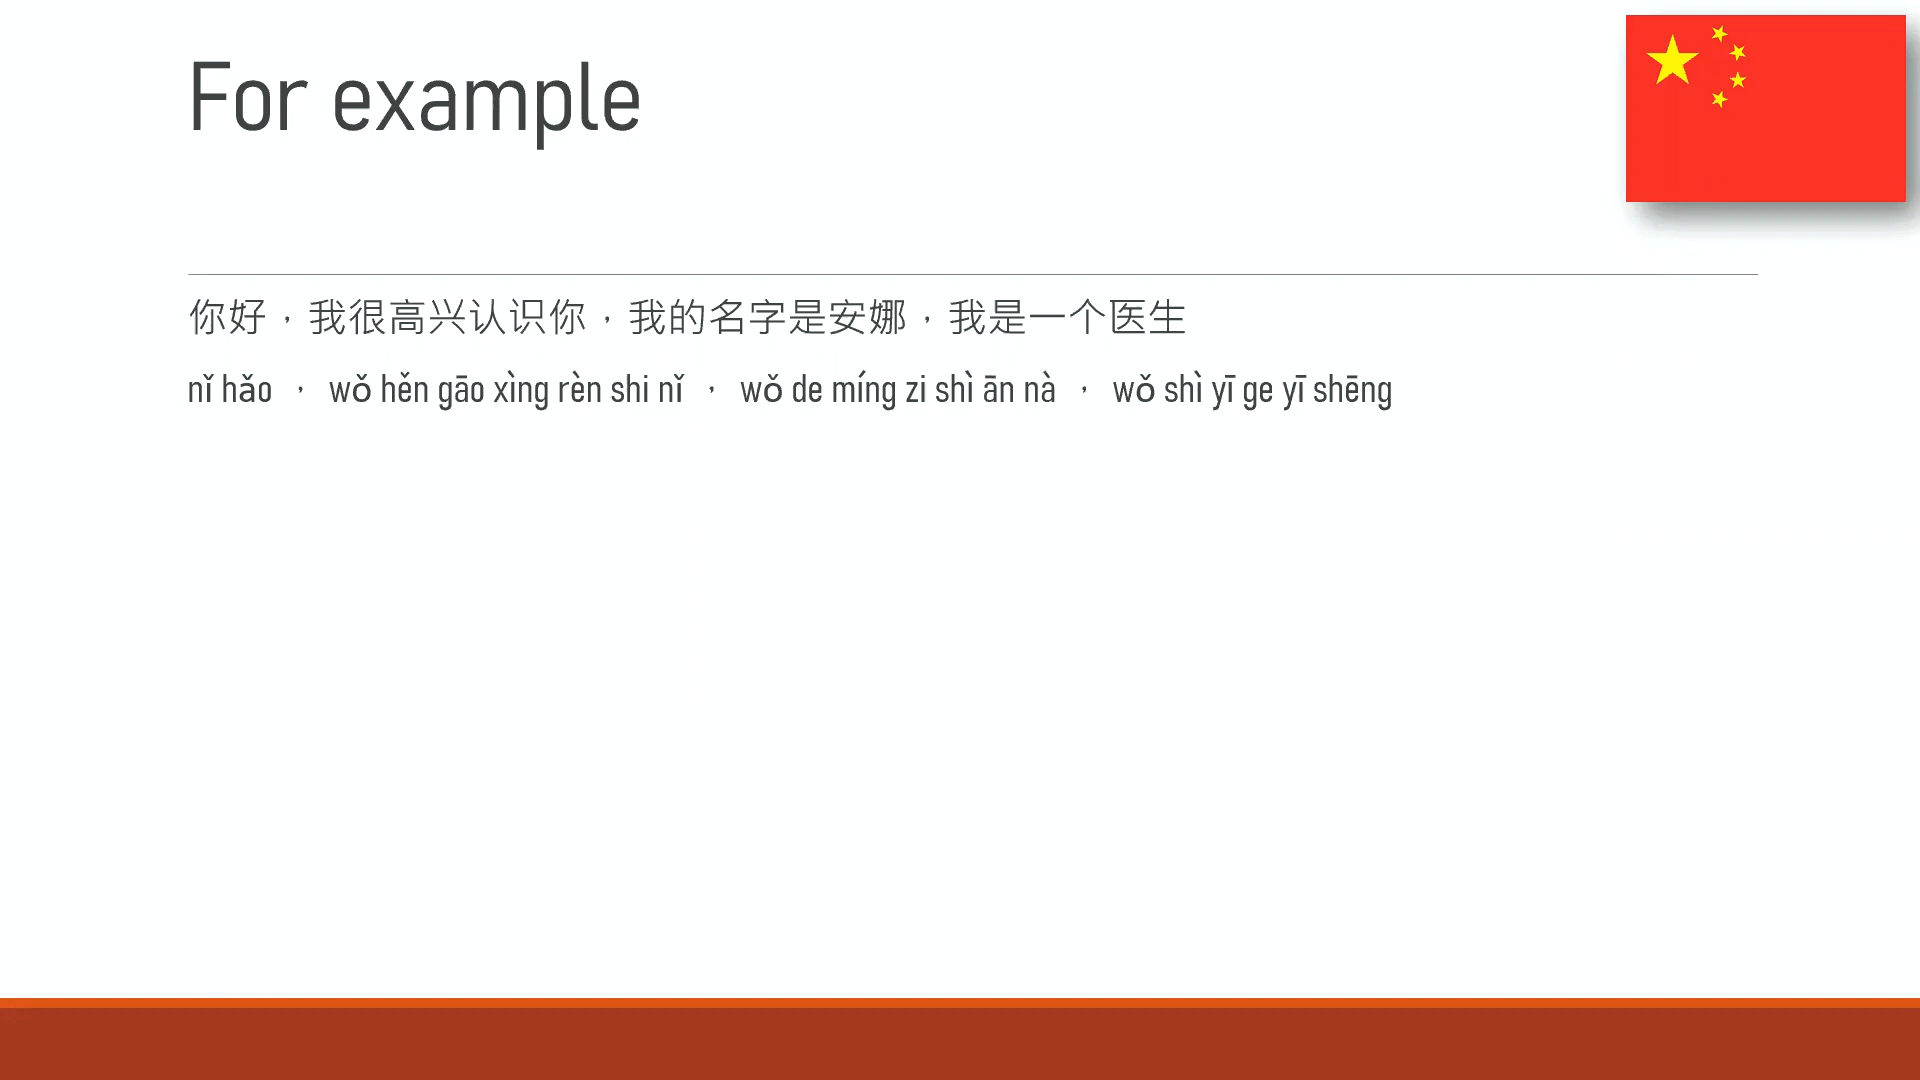 For example
你好，我很高兴认识你，我的名字是安娜，我是一个医生
nǐ hǎo ， wǒ hěn gāo xìng rèn shi nǐ ， wǒ de míng zi shì ān nà ， wǒ shì yī ge yī shēng